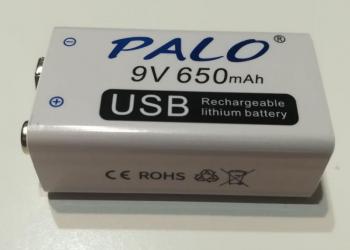 PALO®
9V 650mAh
USB Rechargeable
lithium battery
CE ROHS